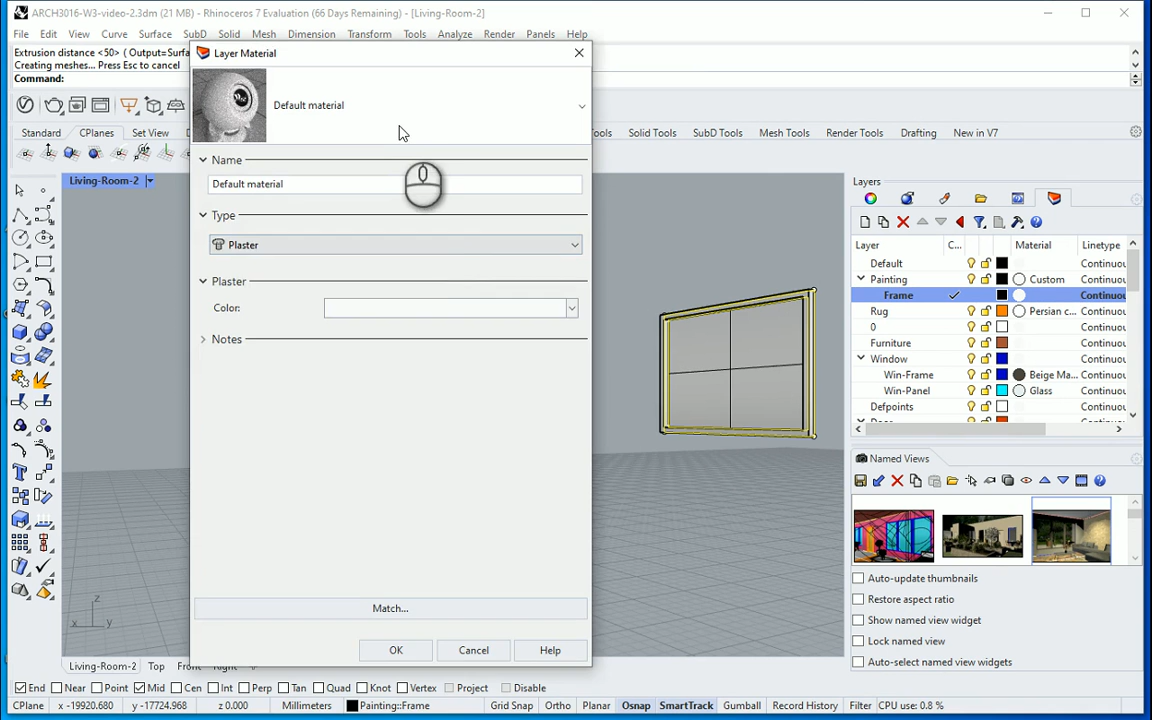 ARCH3016-W3-video-2.3dm (21 MB) - Rhinoceros 7 Evaluation (66 Days Remaining) - [Living-Room-2]
File Edit View Curve Surface SubD Solid Mesh Dimension Transform Tools Analyze Render Panels Help
Extrusion distance <50> ( Output=Surfa
Creating meshes... Press Esc to cancel
Command:
Layer Material
Default material
Standard CPlanes Set View
Tools Solid Tools SubD Tools Mesh Tools Render Tools Drafting New in V7
Living-Room-2
Name
Default material
Type
Plaster
Plaster
Color:
Notes
Match...
OK Cancel Help
Layers
Layer C... Material Linetype
Default Continuou
Painting Custom Continuou
Frame Continuou
Rug Persian c... Continuou
0 Continuou
Furniture Continuou
Window Continuou
Win-Frame Beige Ma... Continuou
Win-Panel Glass Continuou
Defpoints Continuou
Named Views
Auto-update thumbnails
Restore aspect ratio
Show named view widget
Lock named view
Auto-select named view widgets
z
x y
Living-Room-2 Top
End Near Point Mid Cen Int Perp Tan Quad Knot Vertex Project Disable
CPlane x -19920.680 y -17724.968 z 0.000 Millimeters Painting::Frame Grid Snap Ortho Planar Osnap SmartTrack Gumball Record History Filter CPU use: 0.8 %